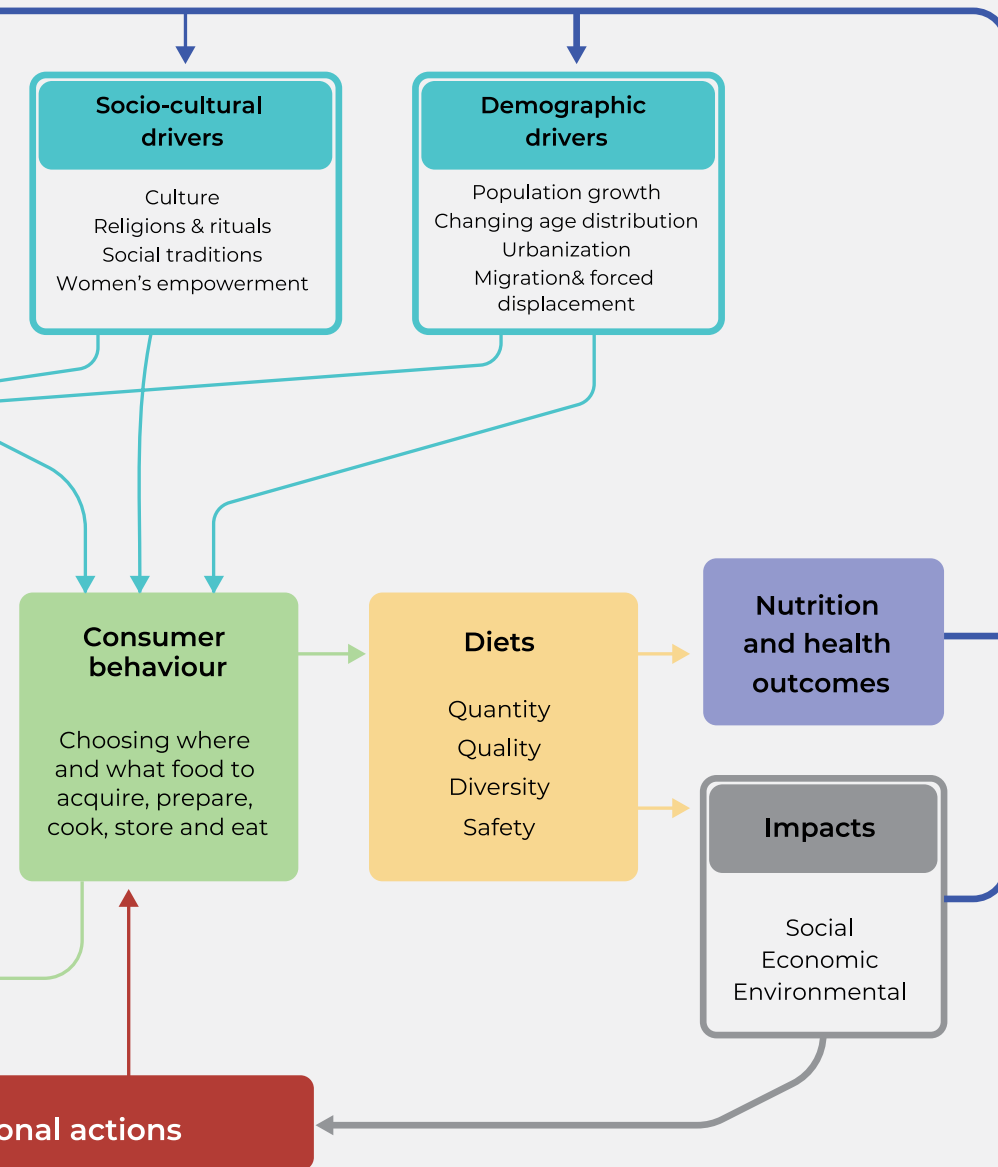 Socio-cultural
drivers
Culture
Religions & rituals
Social traditions
Women’s empowerment
Demographic
drivers
Population growth
Changing age distribution
Urbanization
Migration& forced
displacement
Consumer
behaviour
Choosing where
and what food to
acquire, prepare,
cook, store and eat
Diets
Quantity
Quality
Diversity
Safety
Nutrition
and health
outcomes
Impacts
Social
Economic
Environmental
onal actions